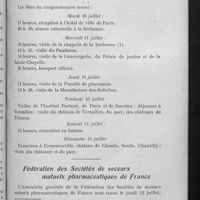 Les fêtes du cinquantenaire seront :
Mardi 10 juillet :
17 heures, réception à l'hôtel de ville de Paris.
20 h. 30, séance solennelle à la Sorbonne.
Mercredi 11 juillet :
10 heures, visite de la chapelle de la Sorbonne (1).
9 h. 45, visite du Panthéon.
14 heures, visite de la Conciergerie, du Palais de justice et de la
Sainte-Chapelle.
20 heures, banquet officiel.
Jeudi 12 juillet :
11 heures, visite de la Faculté de pharmacie.
14 h. 30, visite de la Manufacture des Gobelins.
Vendredi 13 juillet :
Visites de l'Institut Pasteur, de Paris et de Garches ; déjeuner à
Versailles ; visite du château de Versailles, du parc, des châteaux de
Trianon.
Samedi 14 juillet :
11 heures, excursion en bateau.
Dimanche 15 juillet :
Excursion à Ermenonville, château de Chaalis, Senlis, Chantilly ;
visite des châteaux et du parc.
Fédération des Sociétés de secours
mutuels pharmaceutiques de France
L'Assemblée générale de la Fédération des Sociétés de secours
mutuels pharmaceutiques de France sera tenue le jeudi 12 juillet,